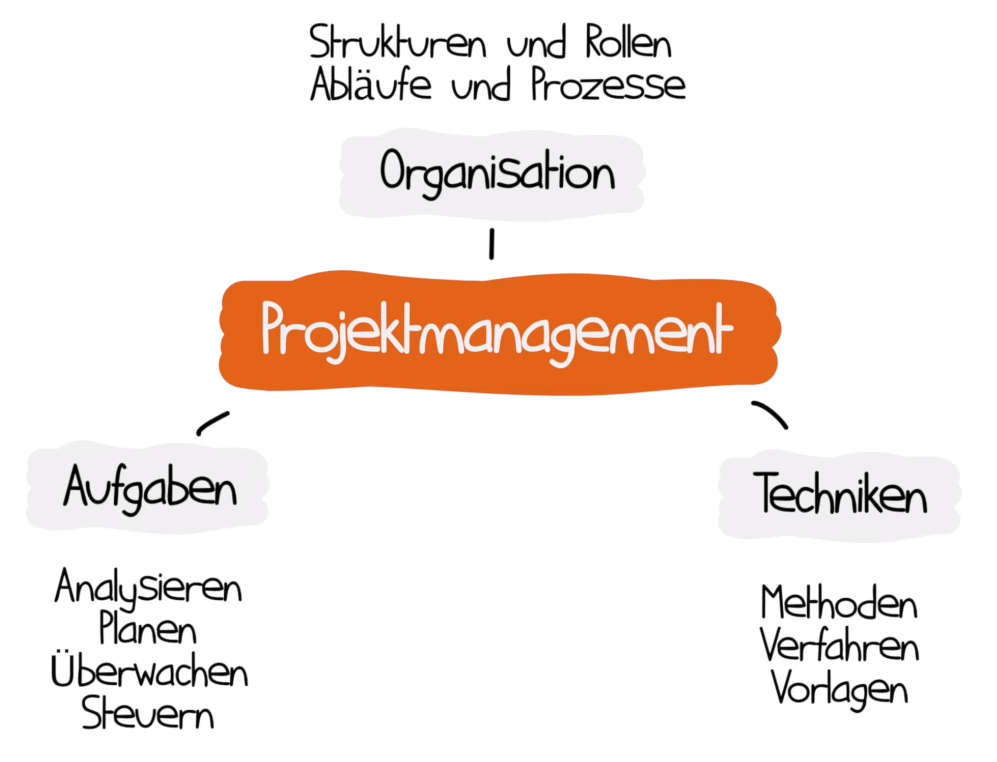 Strukturen und Rollen
Abläufe und Prozesse
Organisation
Projektmanagement
Aufgaben
Analysieren
Planen
Überwachen
Steuern
Techniken
Methoden
Verfahren
Vorlagen